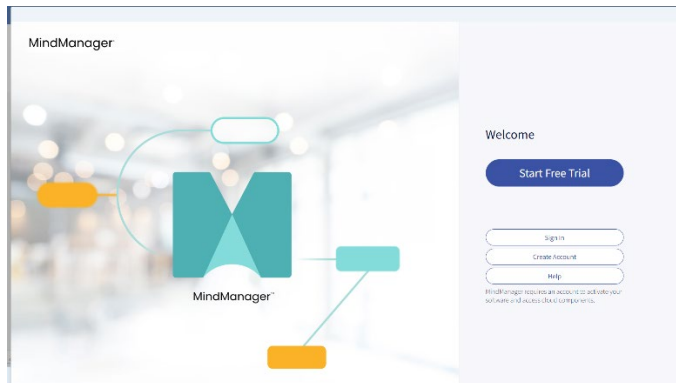 MindManager
MindManager™
Welcome
Start Free Trial
Sign In
Create Account
Help
MindManager requires an account to activate your
software and access cloud components.